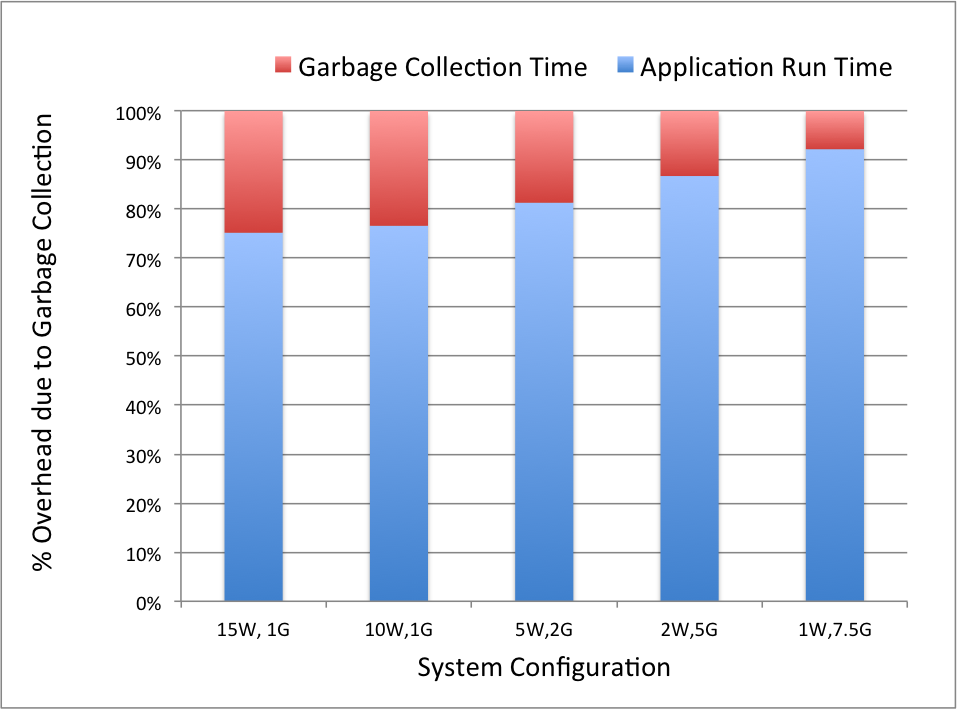 Garbage Collection Time
Application Run Time
% Overhead due to Garbage Collection
100%
90%
80%
70%
60%
50%
40%
30%
20%
10%
0%
15W, 1G
10W,1G
5W,2G
2W,5G
1W,7.5G
System Configuration